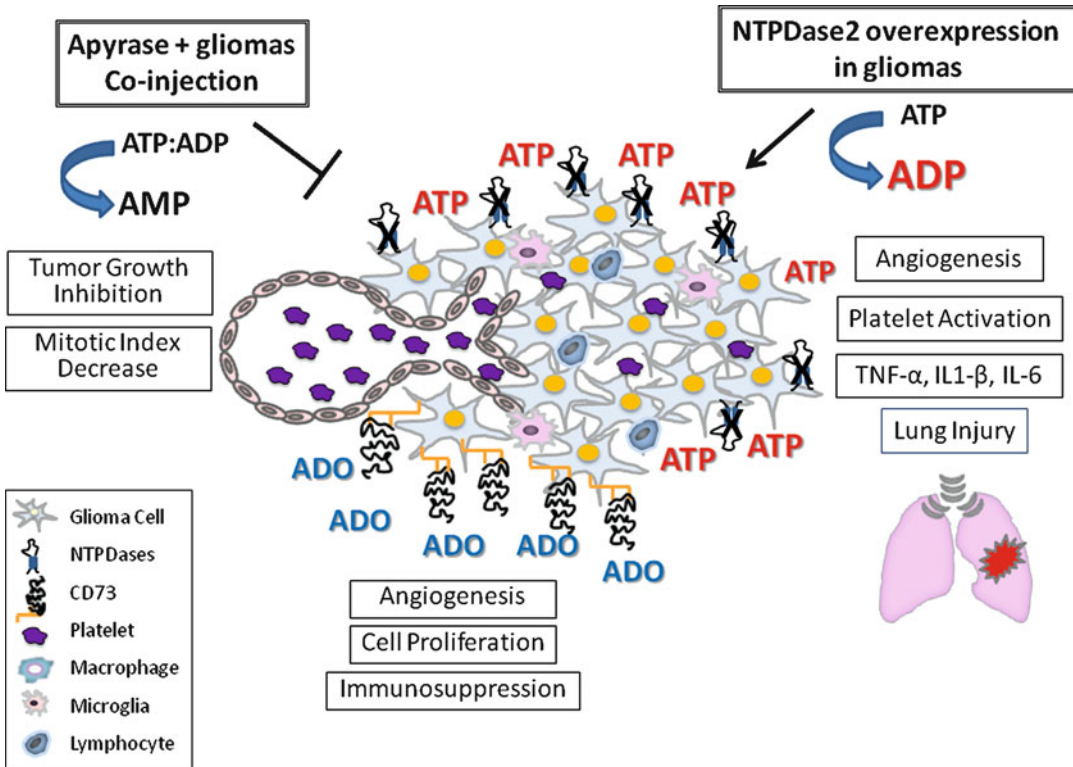 Apyrase + gliomas
Co-injection
ATP:ADP
AMP
Tumor Growth
Inhibition
Mitotic Index
Decrease
NTPDase2 overexpression
in gliomas
ATP
ADP
Angiogenesis
Platelet Activation
TNF-α, IL1-β, IL-6
Lung Injury
ATP
ATP
ATP
ATP
ATP
ATP
ATP
ADO
ADO
ADO
ADO
ADO
Angiogenesis
Cell Proliferation
Immunosuppression
Glioma Cell
NTPDases
CD73
Platelet
Macrophage
Microglia
Lymphocyte